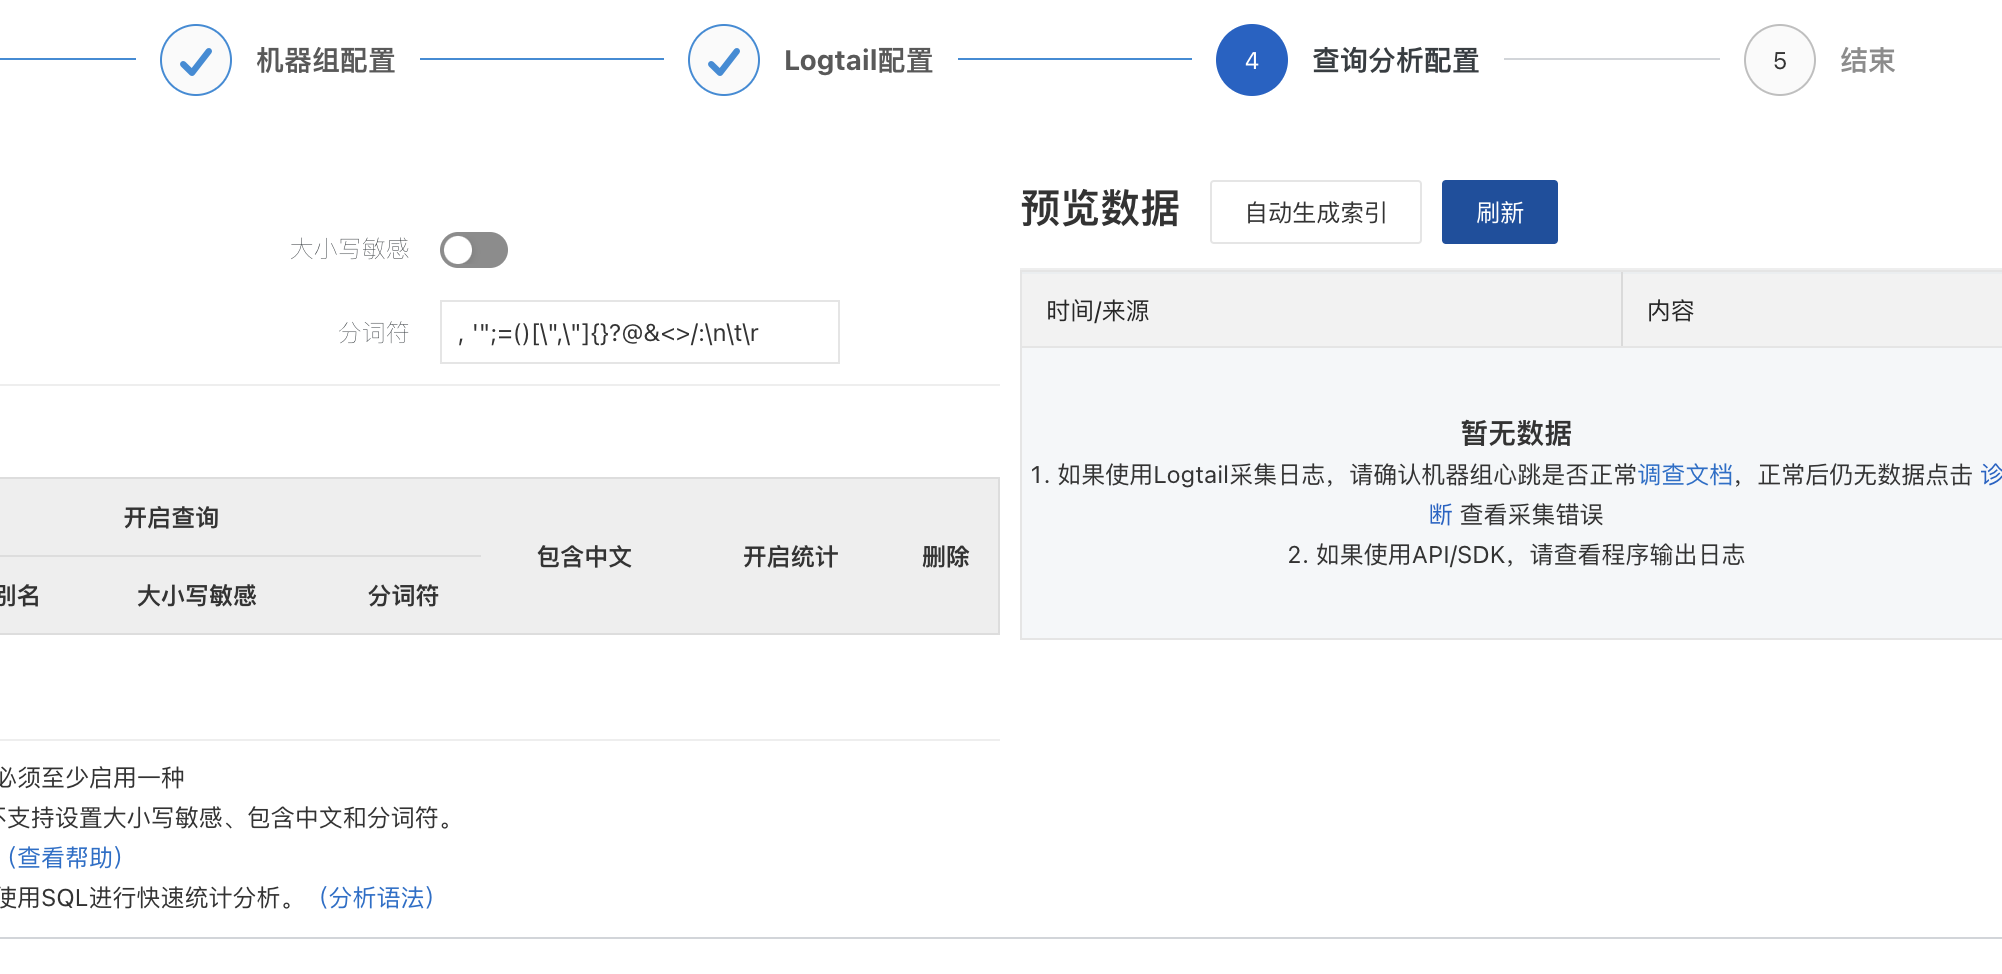 机器组配置
Logtail配置
4 查询分析配置
5 结束
大小写敏感
分词符 , '";=()[\",\"]{}?@&<>/:\n\t\r
开启查询
别名 大小写敏感 分词符
包含中文 开启统计 删除
必须至少启用一种
不支持设置大小写敏感、包含中文和分词符。
(查看帮助)
使用SQL进行快速统计分析。 (分析语法)
预览数据 自动生成索引 刷新
时间/来源 内容
暂无数据
1. 如果使用Logtail采集日志，请确认机器组心跳是否正常调查文档，正常后仍无数据点击 诊
断 查看采集错误
2. 如果使用API/SDK，请查看程序输出日志